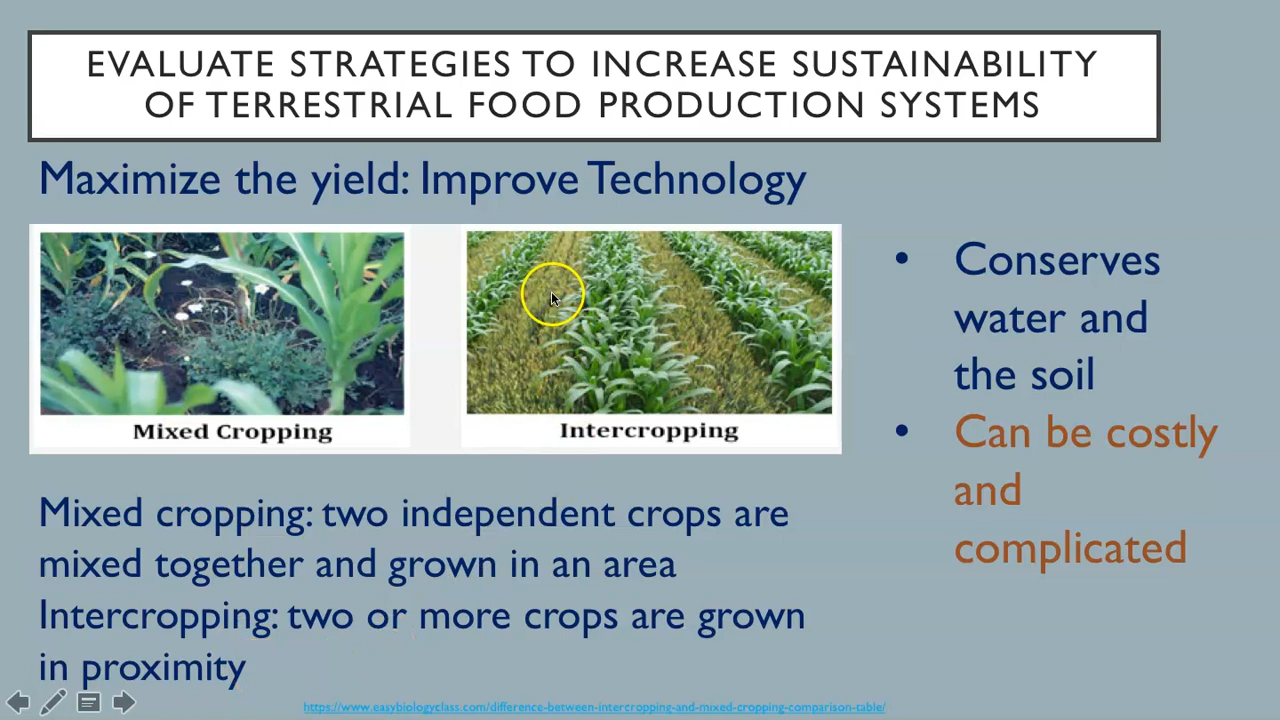 EVALUATE STRATEGIES TO INCREASE SUSTAINABILITY
OF TERRESTRIAL FOOD PRODUCTION SYSTEMS
Maximize the yield: Improve Technology
Mixed Cropping
Intercropping
Mixed cropping: two independent crops are
mixed together and grown in an area
Intercropping: two or more crops are grown
in proximity
• Conserves
water and
the soil
• Can be costly
and
complicated
https://www.easybiologyclass.com/difference-between-intercropping-and-mixed-cropping-comparison-table/